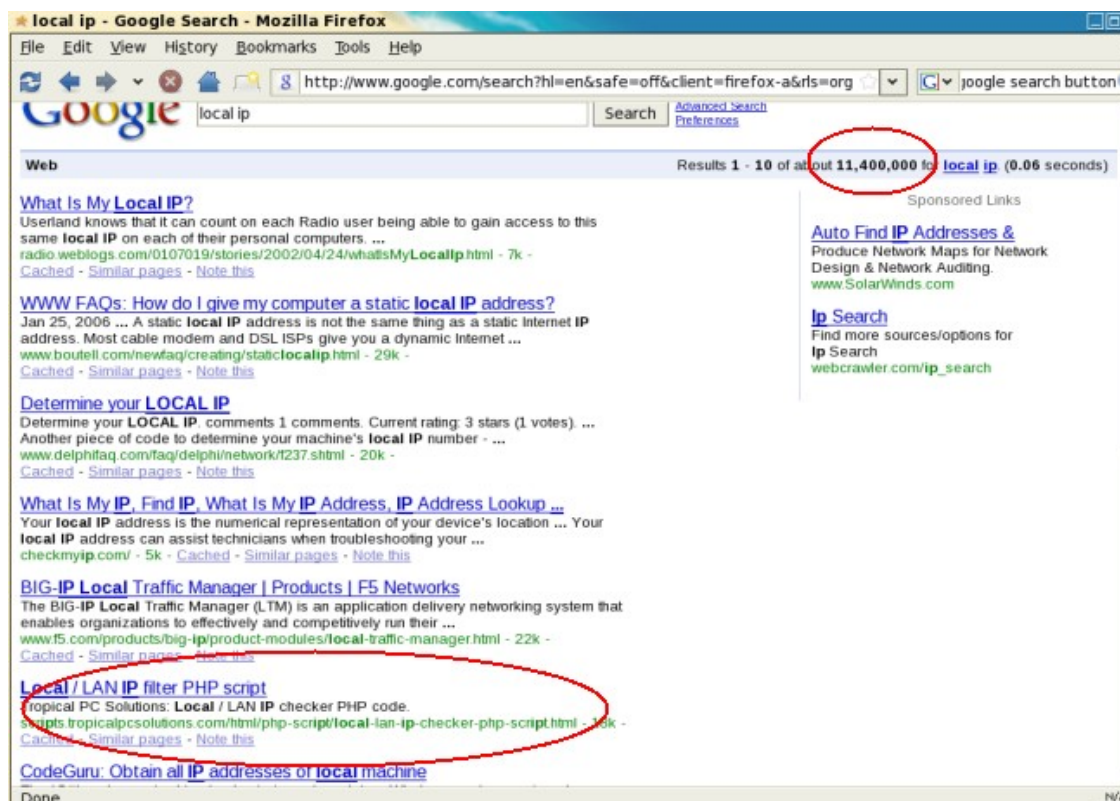 local ip - Google Search - Mozilla Firefox
File Edit View History Bookmarks Tools Help
http://www.google.com/search?hl=en&safe=off&client=firefox-a&rls=org
G oogle search button
Google local ip Search Advanced Search
Preferences
Web Results 1 - 10 of about 11,400,000 for local ip. (0.06 seconds)
What Is My Local IP?
Userland knows that it can count on each Radio user being able to gain access to this
same local IP on each of their personal computers. ...
radio.weblogs.com/0107019/stories/2002/04/24/whatIsMyLocalIp.html - 7k -
Cached - Similar pages - Note this
WWW FAQs: How do I give my computer a static local IP address?
Jan 25, 2006 ... A static local IP address is not the same thing as a static Internet IP
address. Most cable modem and DSL ISPs give you a dynamic Internet ...
www.boutell.com/newfaq/creating/staticlocalip.html - 29k -
Cached - Similar pages - Note this
Determine your LOCAL IP
Determine your LOCAL IP. comments 1 comments. Current rating: 3 stars (1 votes). ...
Another piece of code to determine your machine's local IP number - ...
www.delphifaq.com/faq/delphi/network/f237.shtml - 20k -
Cached - Similar pages - Note this
What Is My IP, Find IP, What Is My IP Address, IP Address Lookup ...
Your local IP address is the numerical representation of your device's location ... Your
local IP address can assist technicians when troubleshooting your ...
checkmyip.com/ - 5k - Cached - Similar pages - Note this
BIG-IP Local Traffic Manager | Products | F5 Networks
The BIG-IP Local Traffic Manager (LTM) is an application delivery networking system that
enables organizations to effectively and competitively run their ...
www.f5.com/products/big-ip/product-modules/local-traffic-manager.html - 22k -
Cached - Similar pages - Note this
Local / LAN IP filter PHP script
Tropical PC Solutions: Local / LAN IP checker PHP code.
scripts.tropicalpcsolutions.com/html/php-script/local-lan-ip-checker-php-script.html -
Cached - Similar pages - Note this
CodeGuru: Obtain all IP addresses of local machine
Sponsored Links
Auto Find IP Addresses &
Produce Network Maps for Network
Design & Network Auditing.
www.SolarWinds.com
Ip Search
Find more sources/options for
Ip Search
webcrawler.com/ip_search
Done